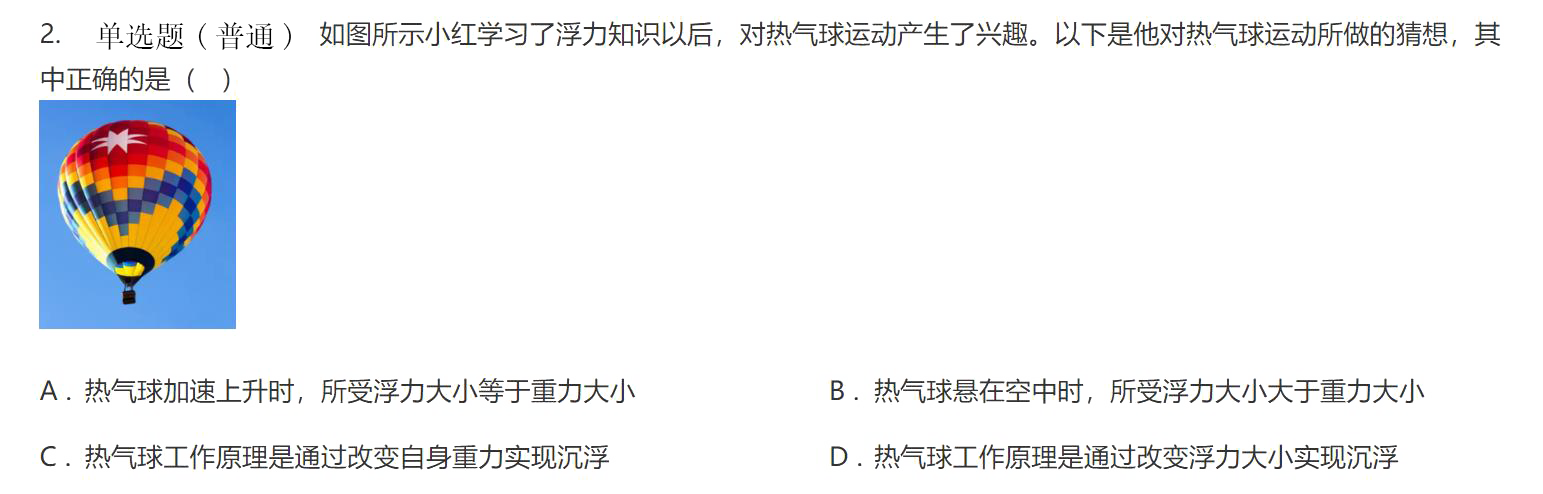 2. 单选题（普通） 如图所示小红学习了浮力知识以后，对热气球运动产生了兴趣。以下是他对热气球运动所做的猜想，其
中正确的是（ ）
A．热气球加速上升时，所受浮力大小等于重力大小
B．热气球悬在空中时，所受浮力大小大于重力大小
C．热气球工作原理是通过改变自身重力实现沉浮
D．热气球工作原理是通过改变浮力大小实现沉浮